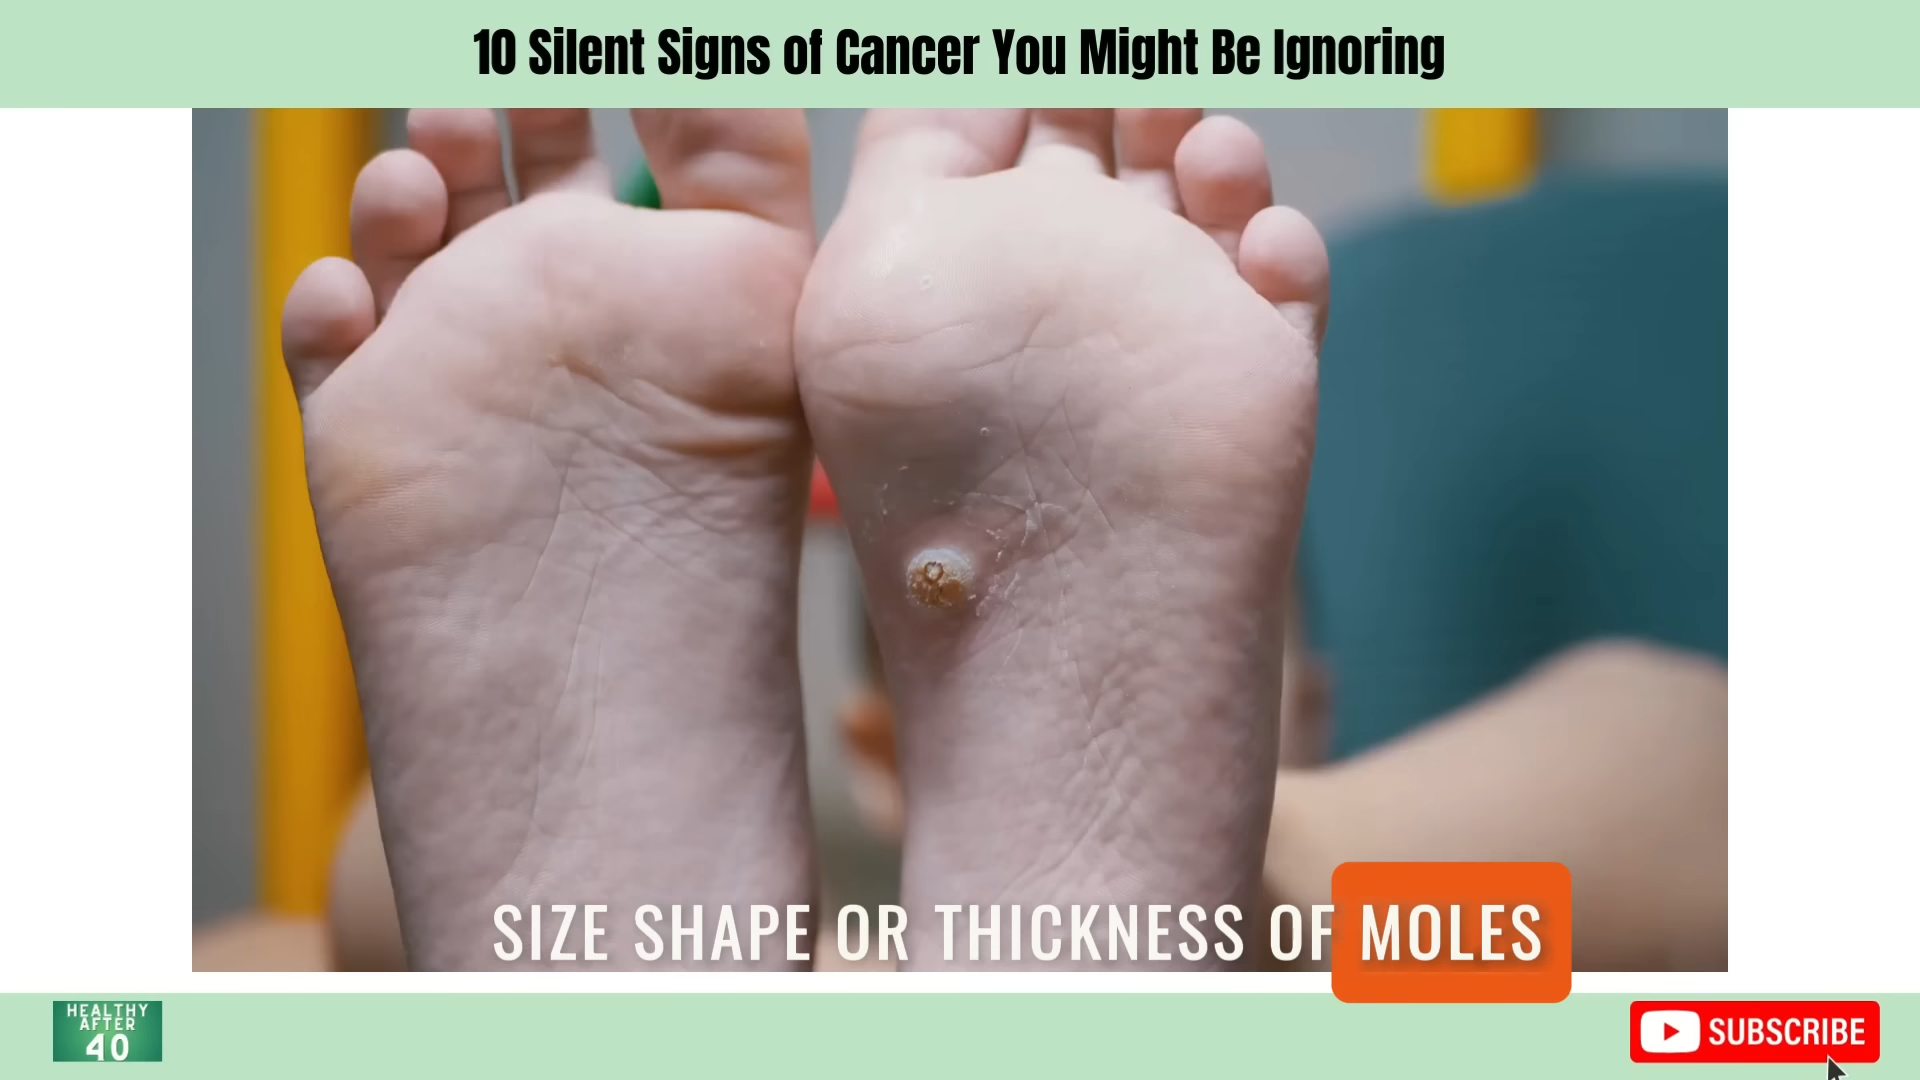 10 Silent Signs of Cancer You Might Be Ignoring
SIZE SHAPE OR THICKNESS OF MOLES
HEALTHY
AFTER
40
SUBSCRIBE